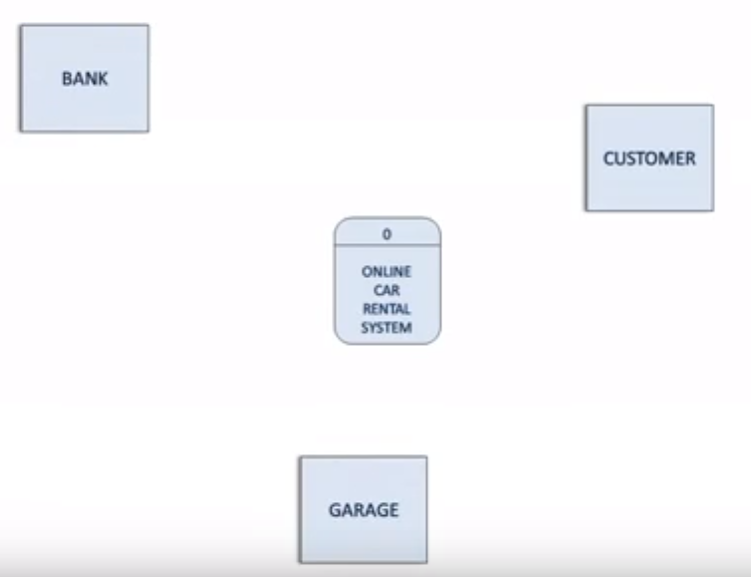 BANK
CUSTOMER
0
ONLINE
CAR
RENTAL
SYSTEM
GARAGE